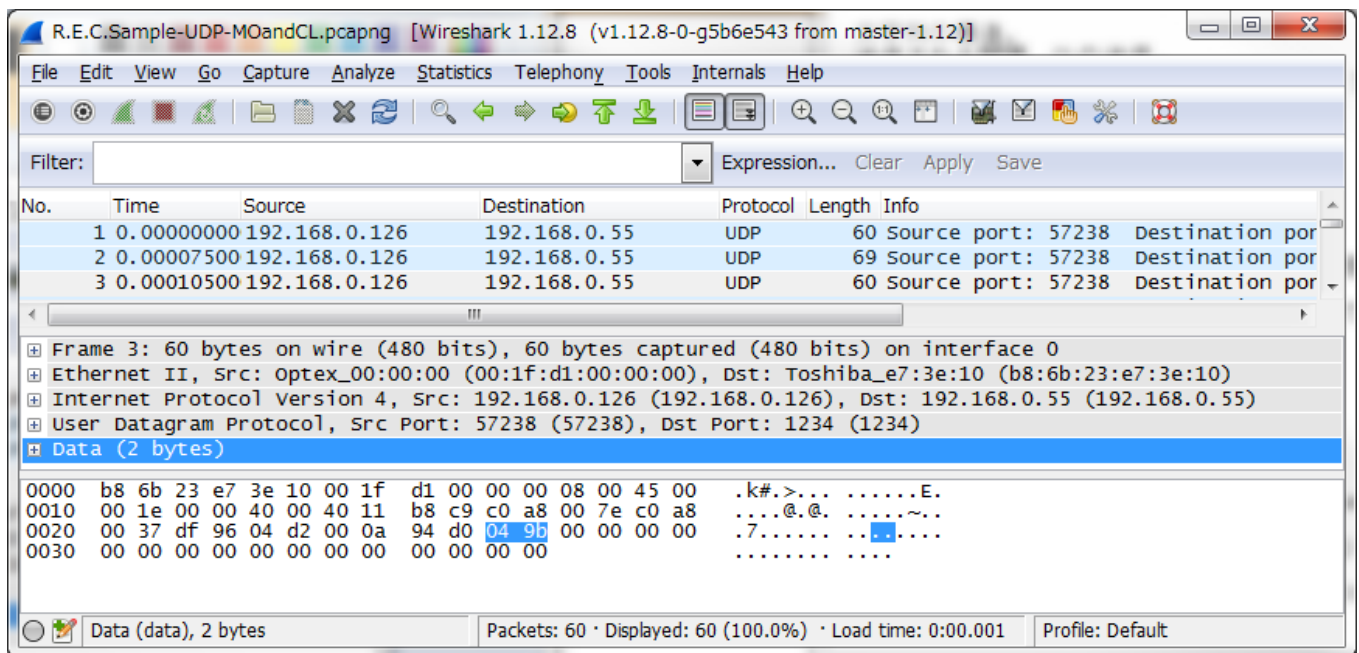 R.E.C.Sample-UDP-MOandCL.pcapng [Wireshark 1.12.8 (v1.12.8-0-g5b6e543 from master-1.12)]
File Edit View Go Capture Analyze Statistics Telephony Tools Internals Help
Filter: Expression... Clear Apply Save
No. Time Source Destination Protocol Length Info
1 0.00000000 192.168.0.126 192.168.0.55 UDP 60 Source port: 57238 Destination por
2 0.00007500 192.168.0.126 192.168.0.55 UDP 69 Source port: 57238 Destination por
3 0.00010500 192.168.0.126 192.168.0.55 UDP 60 Source port: 57238 Destination por
Frame 3: 60 bytes on wire (480 bits), 60 bytes captured (480 bits) on interface 0
Ethernet II, Src: Optex_00:00:00 (00:1f:d1:00:00:00), Dst: Toshiba_e7:3e:10 (b8:6b:23:e7:3e:10)
Internet Protocol Version 4, Src: 192.168.0.126 (192.168.0.126), Dst: 192.168.0.55 (192.168.0.55)
User Datagram Protocol, Src Port: 57238 (57238), Dst Port: 1234 (1234)
Data (2 bytes)
0000 b8 6b 23 e7 3e 10 00 1f d1 00 00 00 08 00 45 00 .k#.>... ......E.
0010 00 1e 00 00 40 00 40 11 b8 c9 c0 a8 00 7e c0 a8 ....@.@. .....~..
0020 00 37 df 96 04 d2 00 0a 94 d0 04 9b 00 00 00 00 .7...... ........
0030 00 00 00 00 00 00 00 00 00 00 00 00 ........ ....
Data (data), 2 bytes Packets: 60 · Displayed: 60 (100.0%) · Load time: 0:00.001 Profile: Default